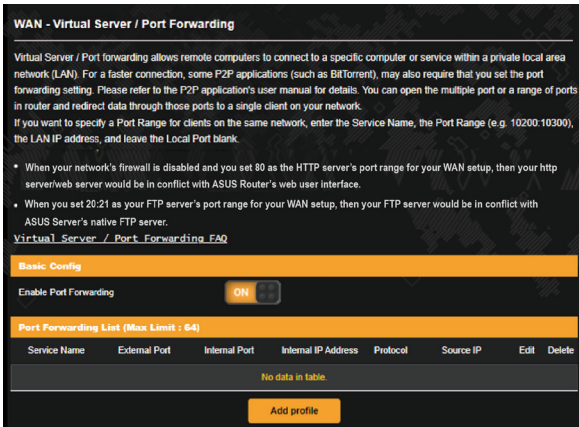 WAN - Virtual Server / Port Forwarding
Virtual Server / Port forwarding allows remote computers to connect to a specific computer or service within a private local area
network (LAN). For a faster connection, some P2P applications (such as BitTorrent), may also require that you set the port
forwarding setting. Please refer to the P2P application's user manual for details. You can open the multiple port or a range of ports
in router and redirect data through those ports to a single client on your network.
If you want to specify a Port Range for clients on the same network, enter the Service Name, the Port Range (e.g. 10200:10300),
the LAN IP address, and leave the Local Port blank.
• When your network's firewall is disabled and you set 80 as the HTTP server's port range for your WAN setup, then your http
server/web server would be in conflict with ASUS Router's web user interface.
• When you set 20:21 as your FTP server's port range for your WAN setup, then your FTP server would be in conflict with
ASUS Server's native FTP server.
Virtual Server / Port Forwarding FAQ
Basic Config
Enable Port Forwarding ON
Port Forwarding List (Max Limit : 64)
Service Name External Port Internal Port Internal IP Address Protocol Source IP Edit Delete
No data in table.
Add profile